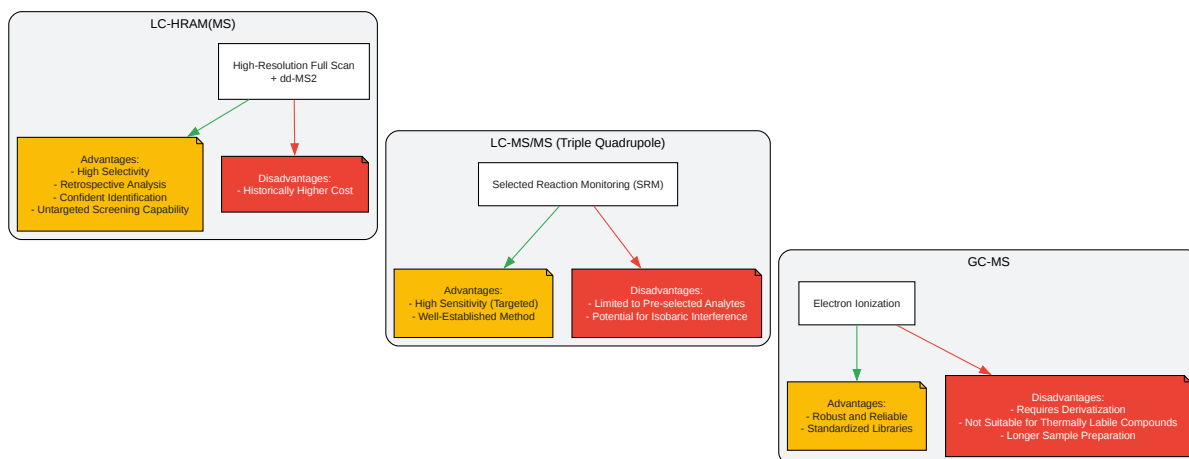 LC-HRAM(MS)
High-Resolution Full Scan
+ dd-MS2
Advantages:
- High Selectivity
- Retrospective Analysis
- Confident Identification
- Untargeted Screening Capability
Disadvantages:
- Historically Higher Cost
LC-MS/MS (Triple Quadrupole)
Selected Reaction Monitoring (SRM)
Advantages:
- High Sensitivity (Targeted)
- Well-Established Method
Disadvantages:
- Limited to Pre-selected Analytes
- Potential for Isobaric Interference
GC-MS
Electron Ionization
Advantages:
- Robust and Reliable
- Standardized Libraries
Disadvantages:
- Requires Derivatization
- Not Suitable for Thermally Labile Compounds
- Longer Sample Preparation